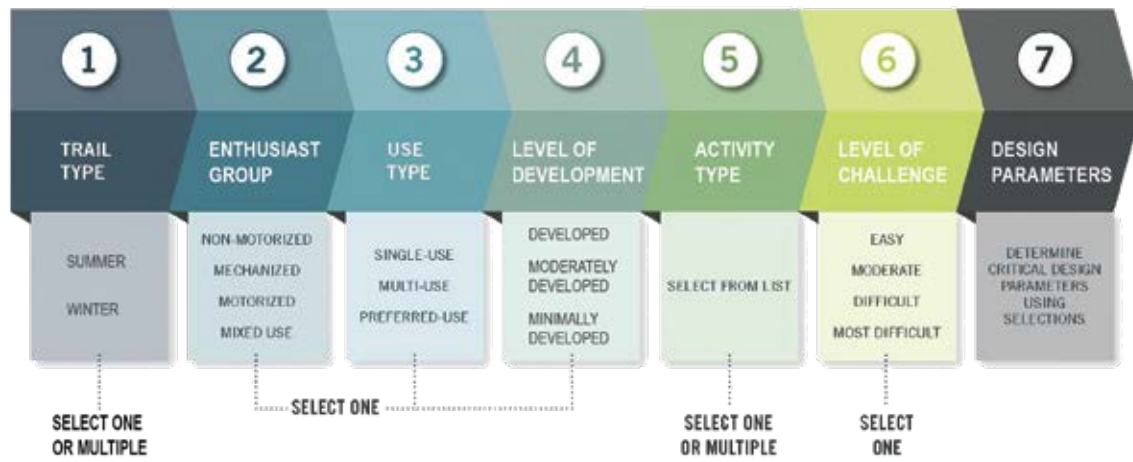 1
2
3
4
5
6
7
TRAIL
TYPE
ENTHUSIAST
GROUP
USE
TYPE
LEVEL OF
DEVELOPMENT
ACTIVITY
TYPE
LEVEL OF
CHALLENGE
DESIGN
PARAMETERS
SUMMER
WINTER
NON-MOTORIZED
MECHANIZED
MOTORIZED
MIXED USE
SINGLE-USE
MULTI-USE
PREFERRED-USE
DEVELOPED
MODERATELY
DEVELOPED
MINIMALLY
DEVELOPED
SELECT FROM LIST
EASY
MODERATE
DIFFICULT
MOST DIFFICULT
DETERMINE
CRITICAL DESIGN
PARAMETERS
USING
SELECTIONS
SELECT ONE
OR MULTIPLE
SELECT ONE
SELECT ONE
OR MULTIPLE
SELECT
ONE